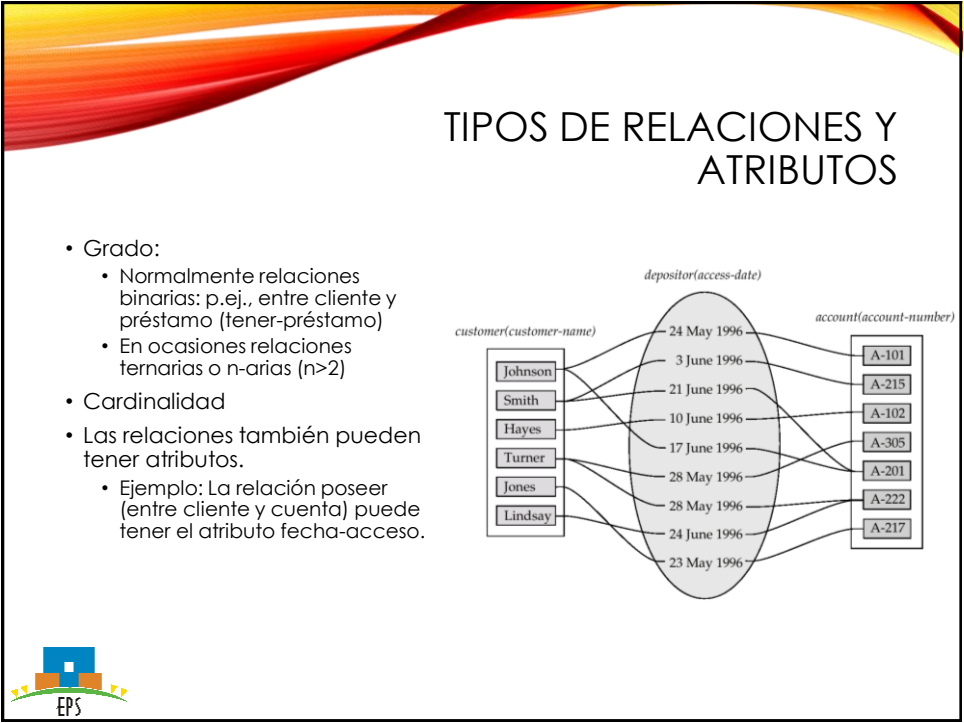 TIPOS DE RELACIONES Y
ATRIBUTOS
• Grado:
• Normalmente relaciones
binarias: p.ej., entre cliente y
préstamo (tener-préstamo)
• En ocasiones relaciones
ternarias o n-arias (n>2)
• Cardinalidad
• Las relaciones también pueden
tener atributos.
• Ejemplo: La relación poseer
(entre cliente y cuenta) puede
tener el atributo fecha-acceso.
depositor(access-date)
customer(customer-name)
account(account-number)
Johnson
Smith
Hayes
Turner
Jones
Lindsay
24 May 1996
3 June 1996
21 June 1996
10 June 1996
17 June 1996
28 May 1996
28 May 1996
24 June 1996
23 May 1996
A-101
A-215
A-102
A-305
A-201
A-222
A-217
EPS